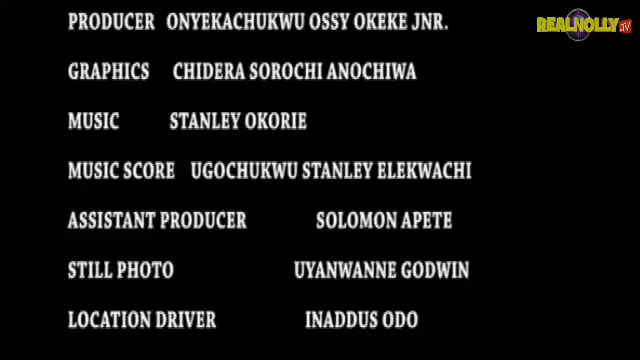 PRODUCER ONYEKACHUKWU OSSY OKEKE JNR.
REALNOLLY.TV
GRAPHICS CHIDERA SOROCHI ANOCHIWA
MUSIC STANLEY OKORIE
MUSIC SCORE UGOCHUKWU STANLEY ELEKWACHI
ASSISTANT PRODUCER SOLOMON APETE
STILL PHOTO UYANWANNE GODWIN
LOCATION DRIVER INADDUS ODO